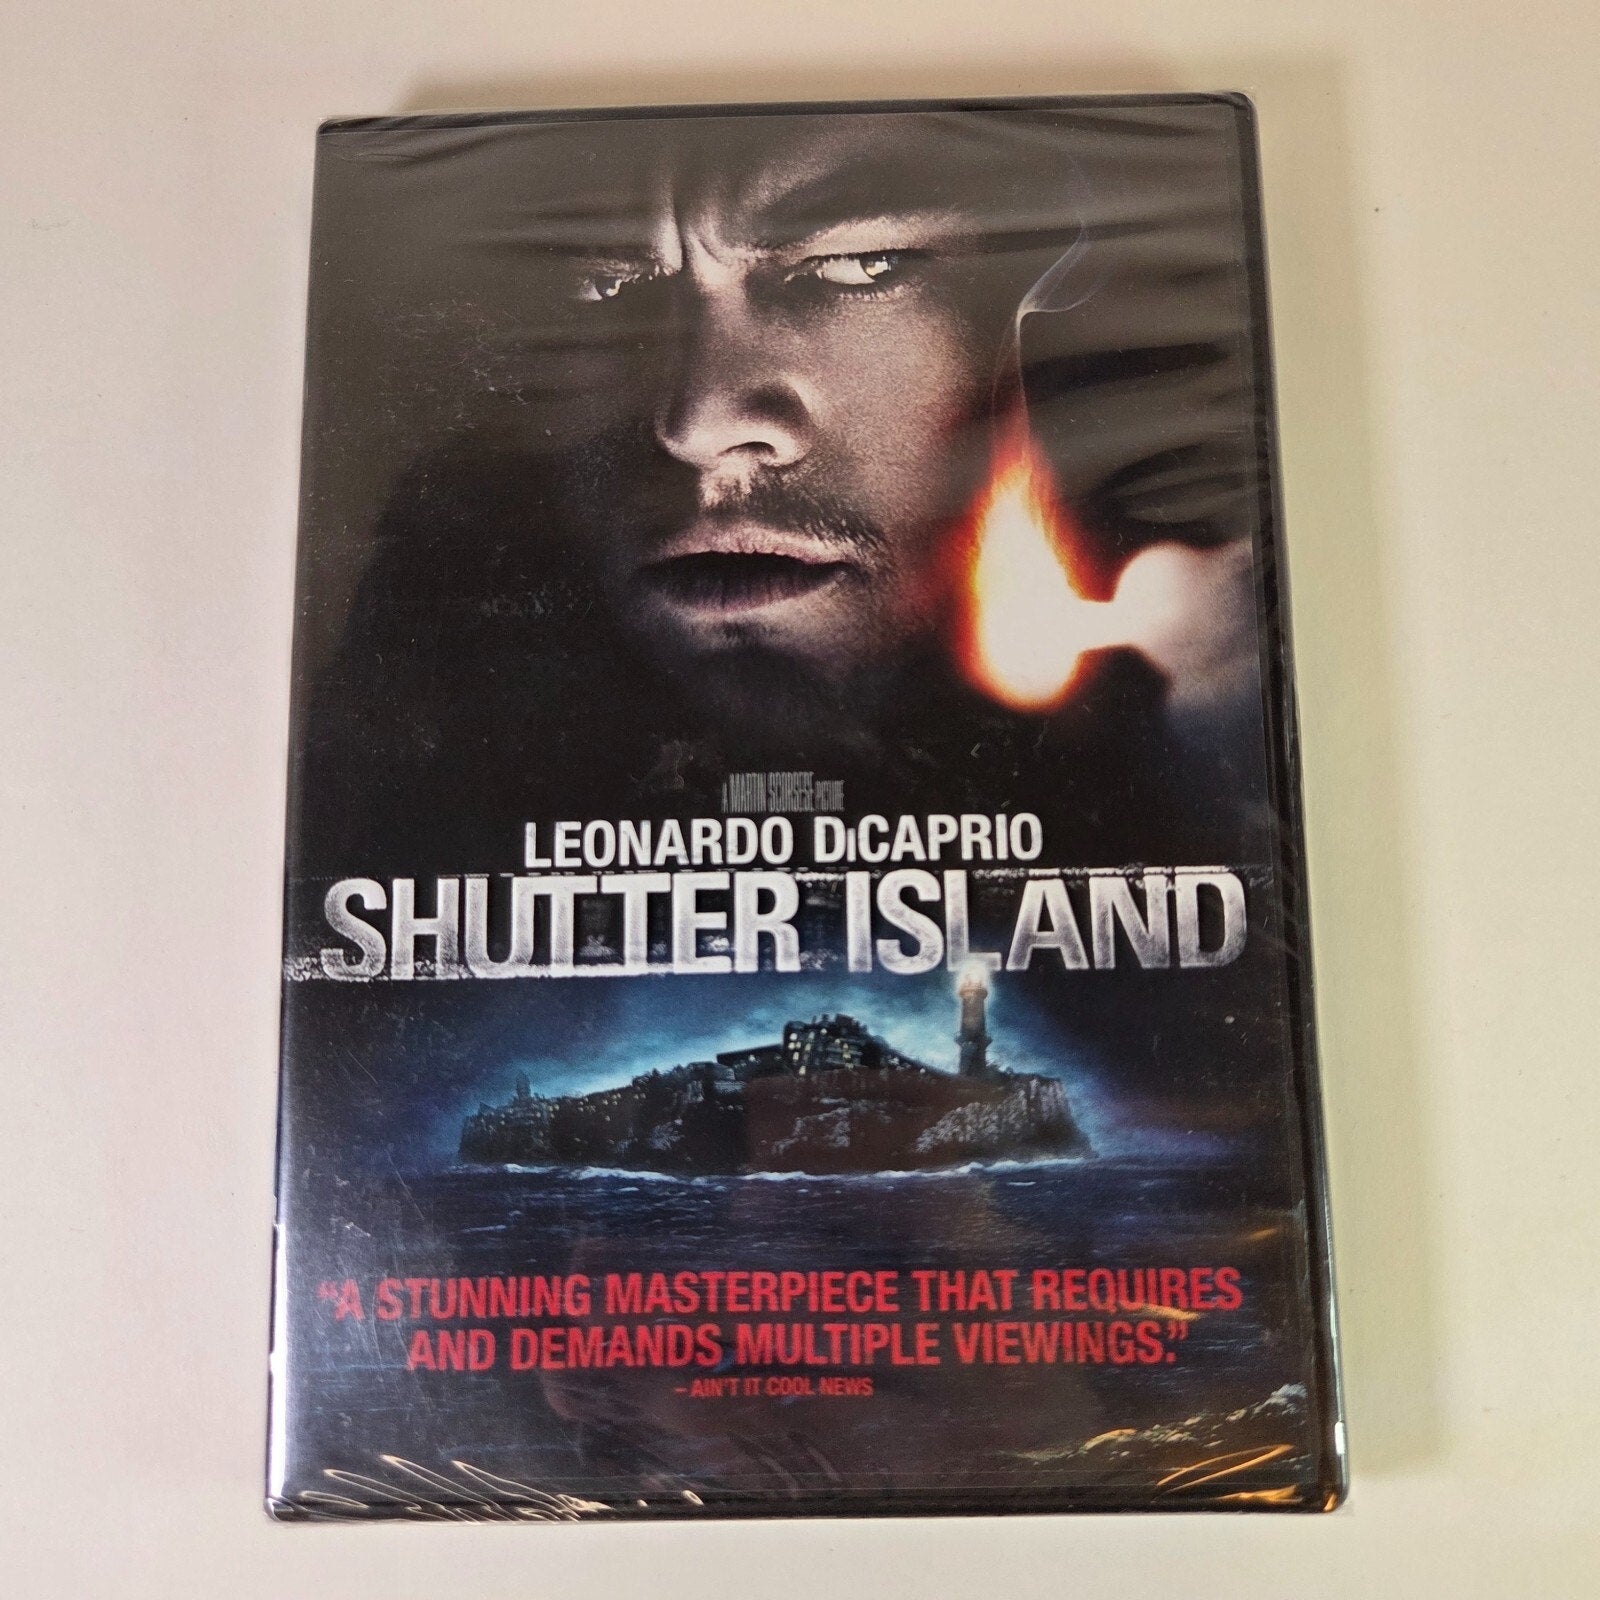 A MARTIN SCORSESE PICTURE
LEONARDO DiCAPRIO
SHUTTER ISLAND
"A STUNNING MASTERPIECE THAT REQUIRES
AND DEMANDS MULTIPLE VIEWINGS."
– AIN'T IT COOL NEWS